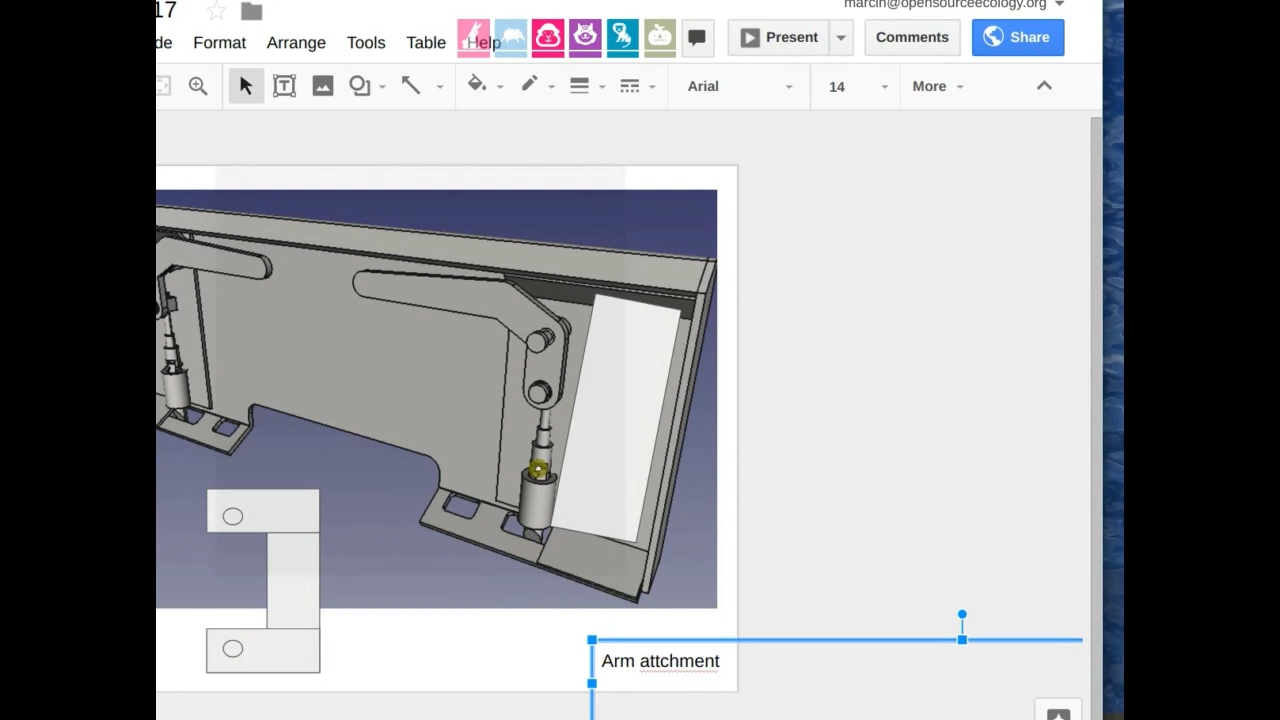 17
marcin@opensourceecology.org
de Format Arrange Tools Table Help Present Comments Share
Arial 14 More
Arm attchment